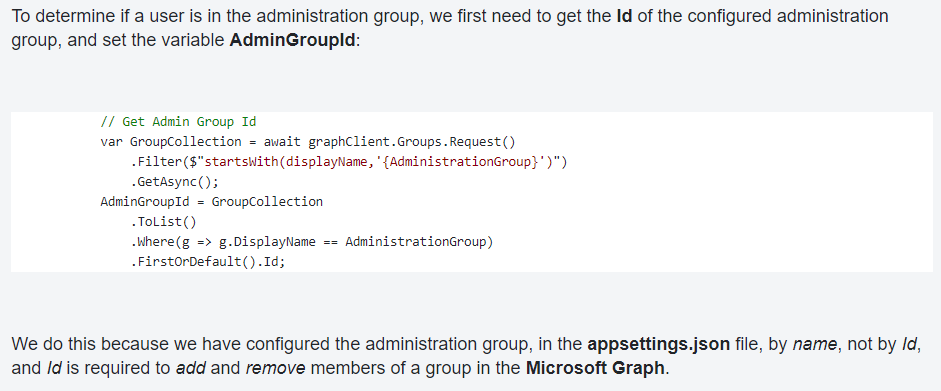 To determine if a user is in the administration group, we first need to get the Id of the configured administration
group, and set the variable AdminGroupId:
// Get Admin Group Id
var GroupCollection = await graphClient.Groups.Request()
.Filter($"startsWith(displayName,'{AdministrationGroup}')")
.GetAsync();
AdminGroupId = GroupCollection
.ToList()
.Where(g => g.DisplayName == AdministrationGroup)
.FirstOrDefault().Id;
We do this because we have configured the administration group, in the appsettings.json file, by name, not by Id,
and Id is required to add and remove members of a group in the Microsoft Graph.